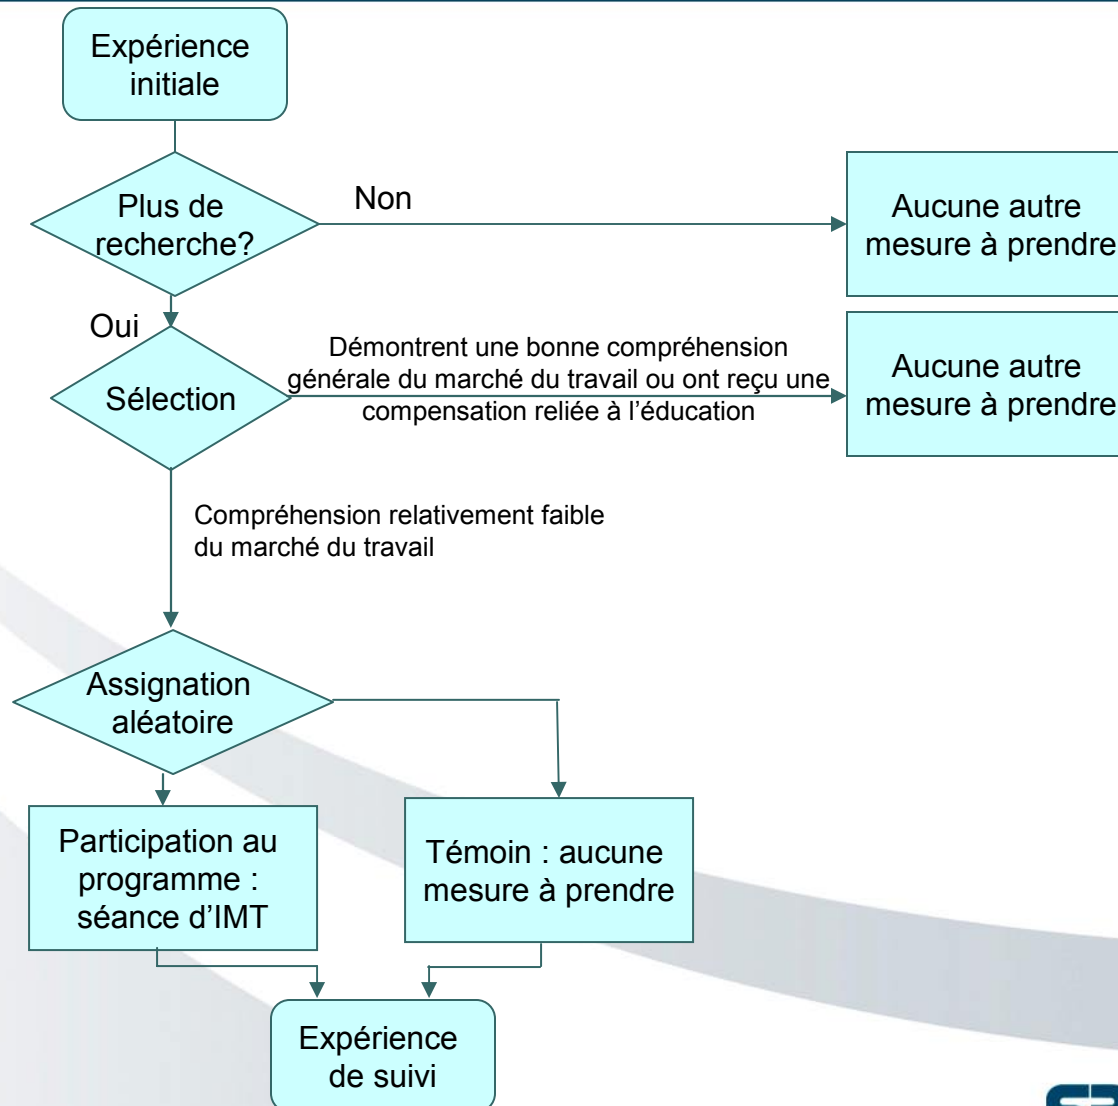 Expérience
initiale
Plus de
recherche?
Non
Aucune autre
mesure à prendre
Oui
Sélection
Démontrent une bonne compréhension
générale du marché du travail ou ont reçu une
compensation reliée à l’éducation
Aucune autre
mesure à prendre
Compréhension relativement faible
du marché du travail
Assignation
aléatoire
Participation au
programme :
séance d’IMT
Témoin : aucune
mesure à prendre
Expérience
de suivi